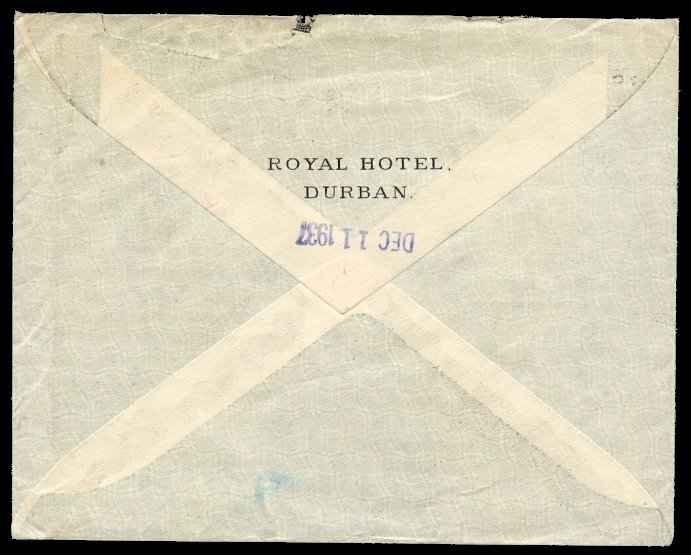 ROYAL HOTEL,
DURBAN.
DEC 11 1937